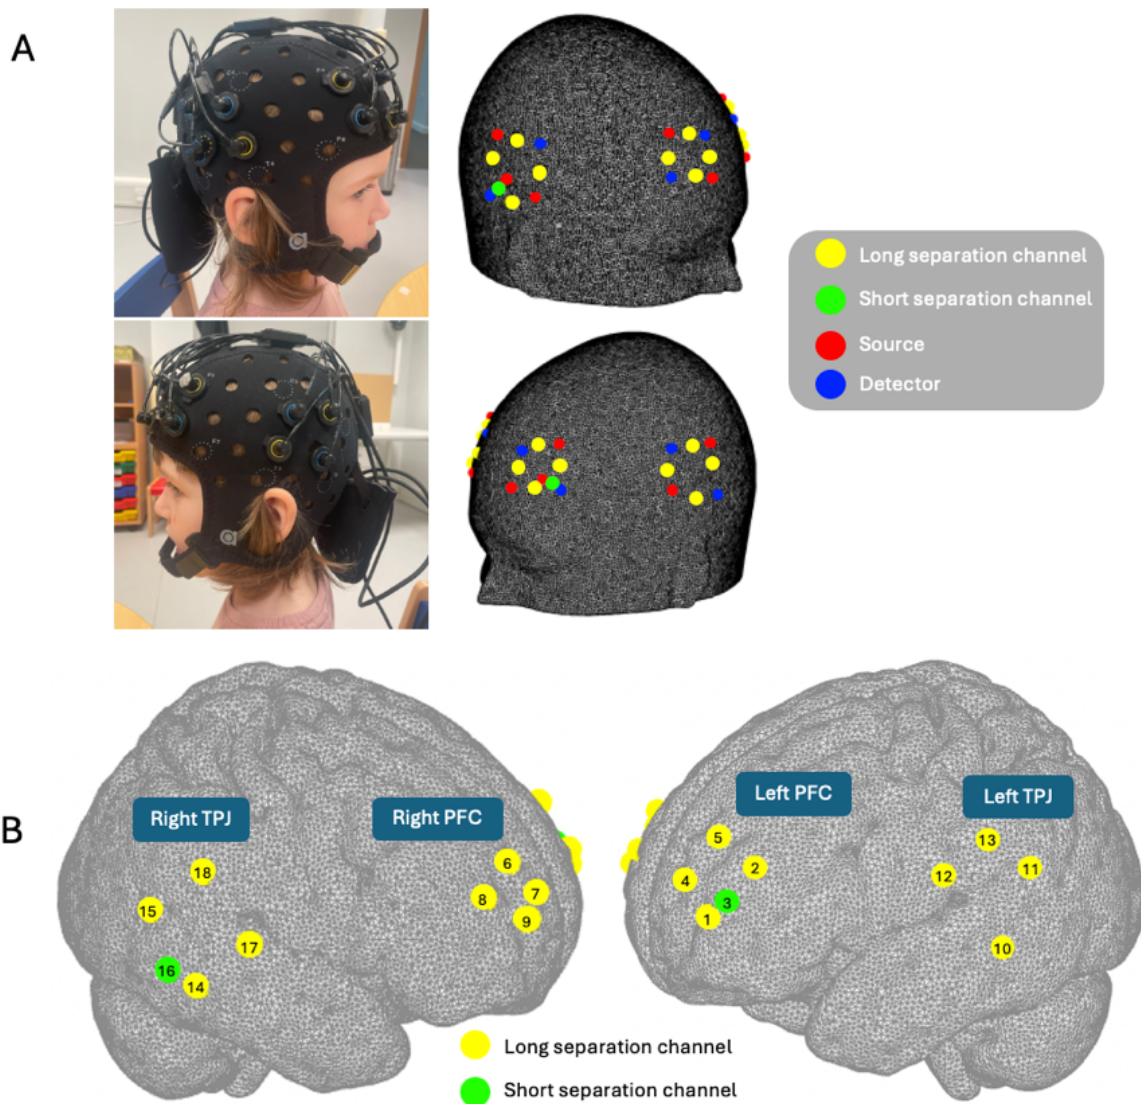 A
Long separation channel
Short separation channel
Source
Detector
B
Right TPJ
Right PFC
Left PFC
Left TPJ
18
15
17
16
14
6
7
8
9
5
4
2
3
1
13
12
11
10
Long separation channel
Short separation channel